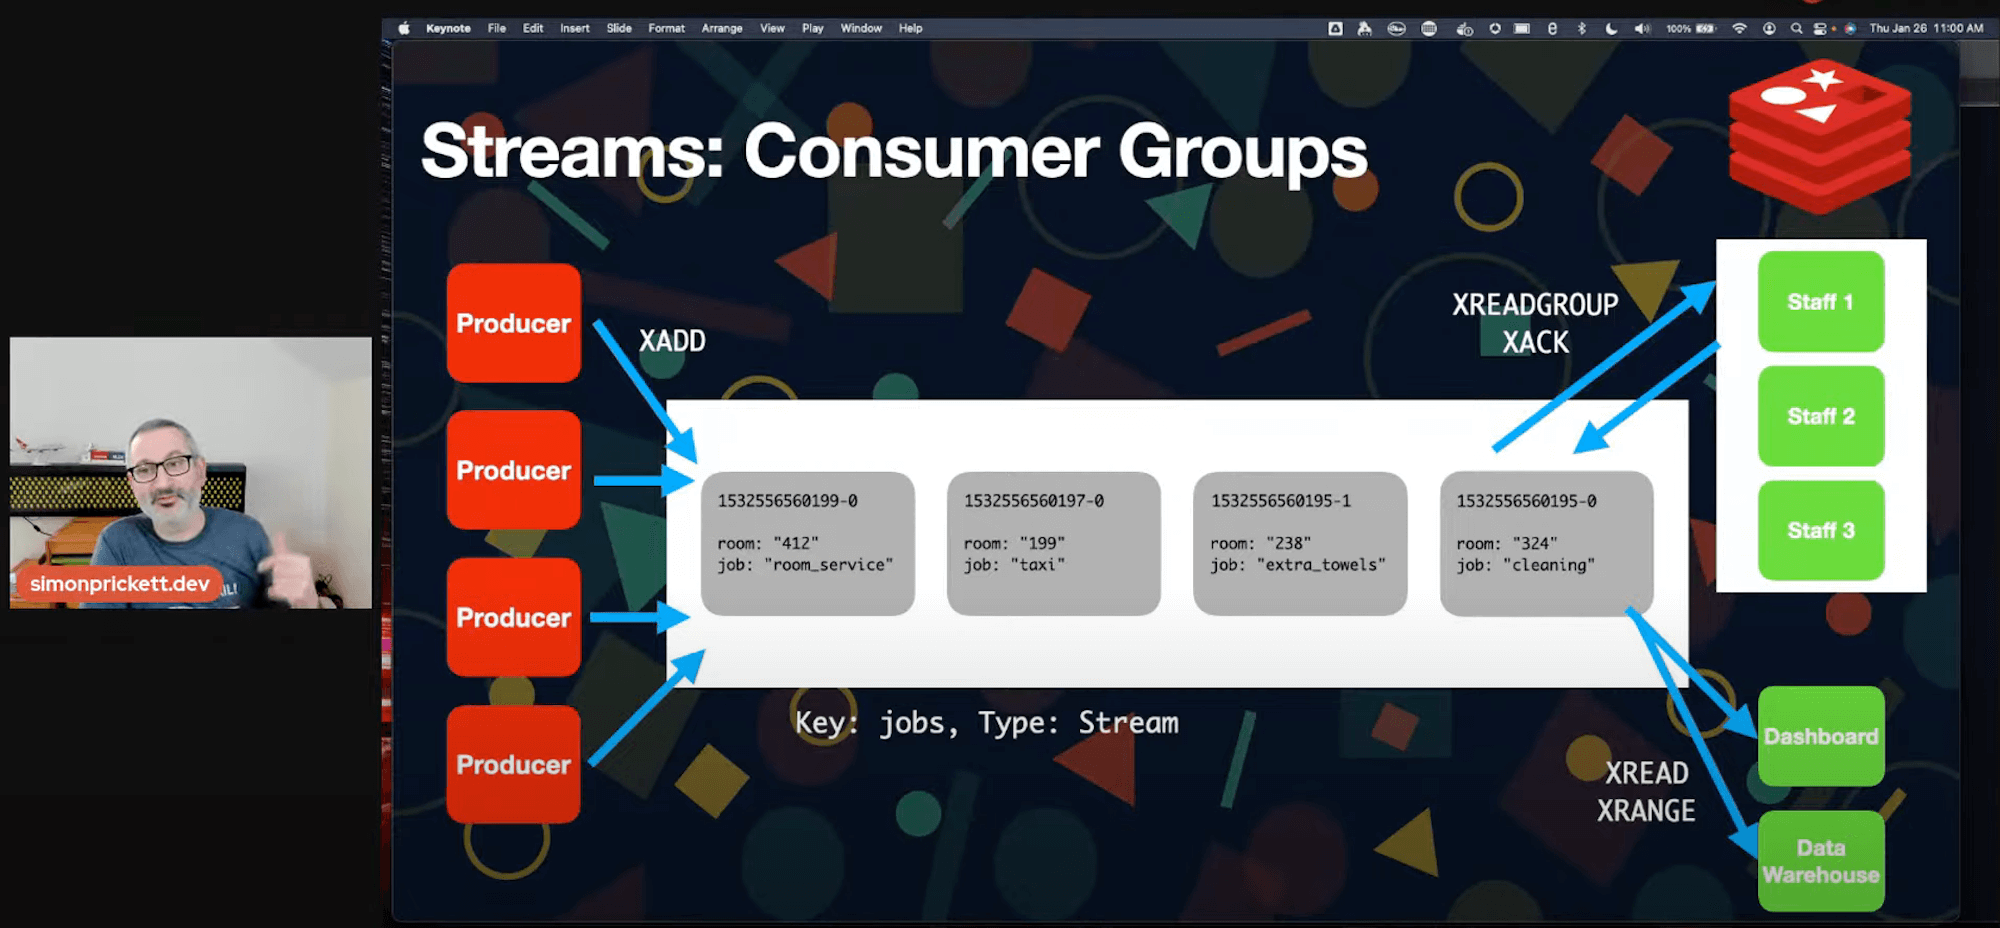 Keynote File Edit Insert Slide Format Arrange View Play Window Help
100%
Thu Jan 26 11:00 AM
Streams: Consumer Groups
Producer
Producer
Producer
Producer
XADD
XREADGROUP
XACK
Staff 1
Staff 2
Staff 3
1532556560199-0
room: "412"
job: "room_service"
1532556560197-0
room: "199"
job: "taxi"
1532556560195-1
room: "238"
job: "extra_towels"
1532556560195-0
room: "324"
job: "cleaning"
Key: jobs, Type: Stream
XREAD
XRANGE
Dashboard
Data
Warehouse
simonprickett.dev